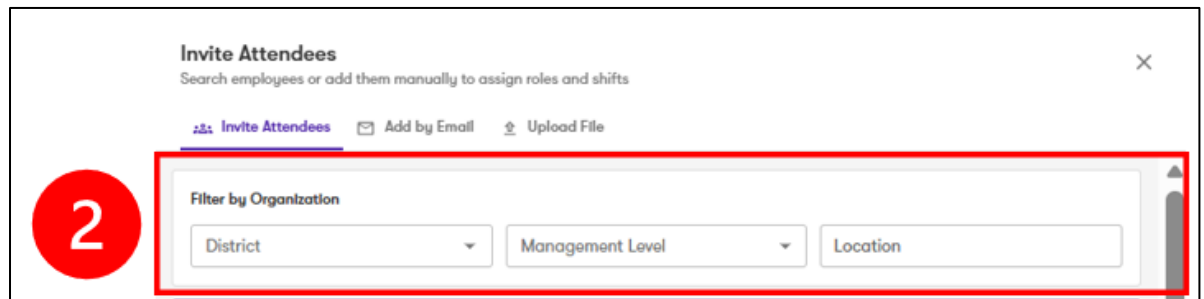 Invite Attendees
Search employees or add them manually to assign roles and shifts
Invite Attendees Add by Email Upload File
2
Filter by Organization
District Management Level Location